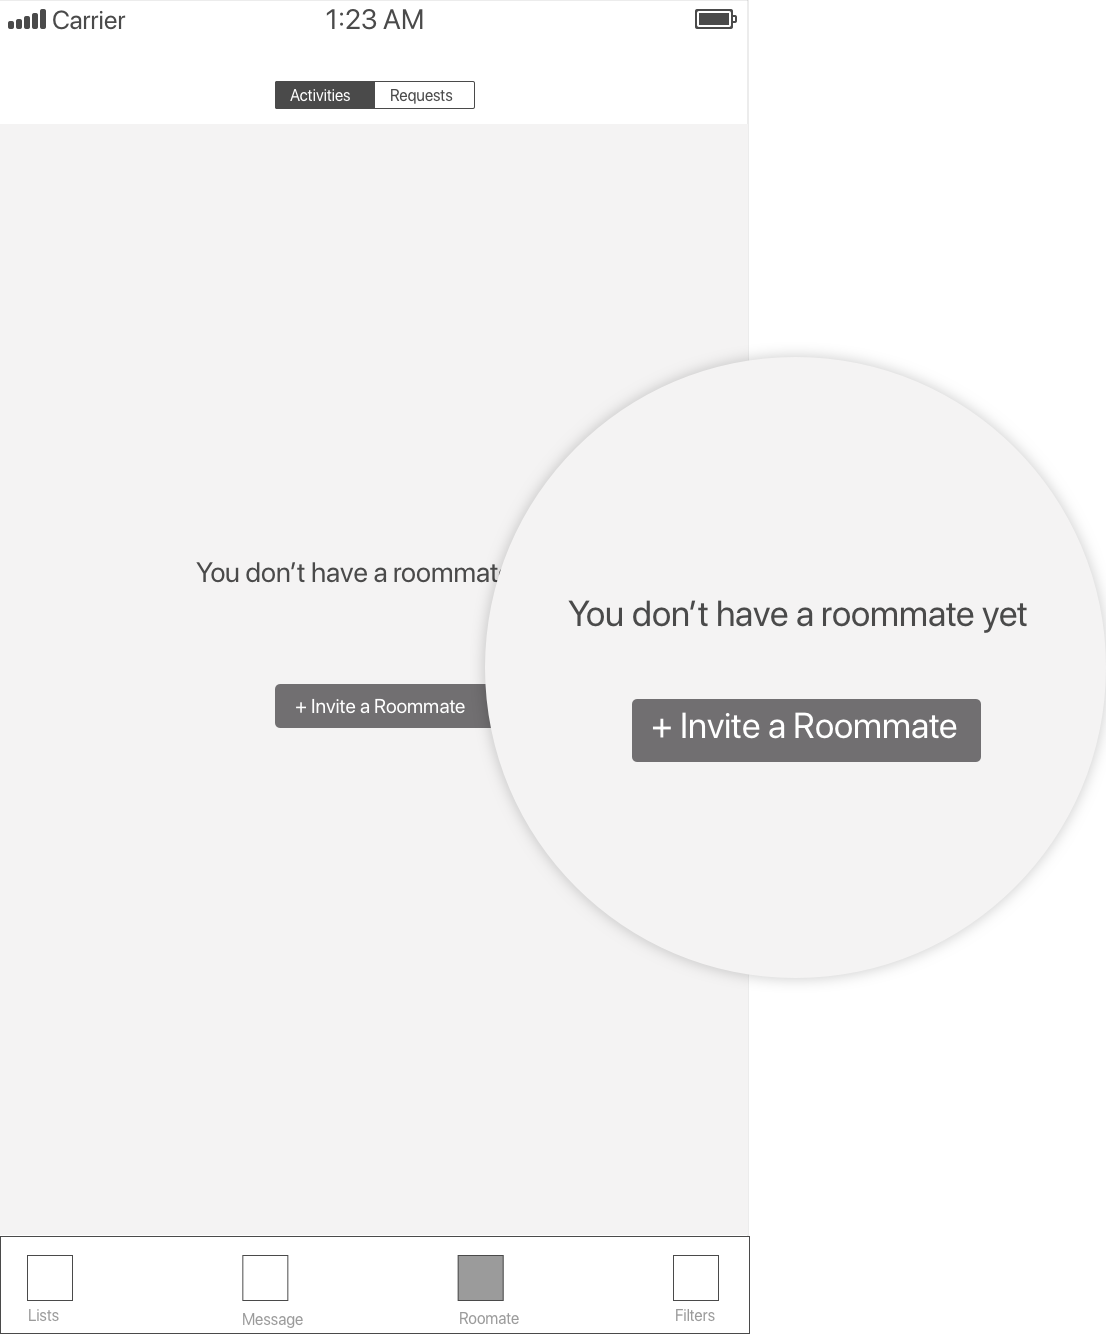 Carrier
1:23 AM
Activities
Requests
You don’t have a roommat
You don’t have a roommate yet
+ Invite a Roommate
+ Invite a Roommate
Lists
Message
Roomate
Filters